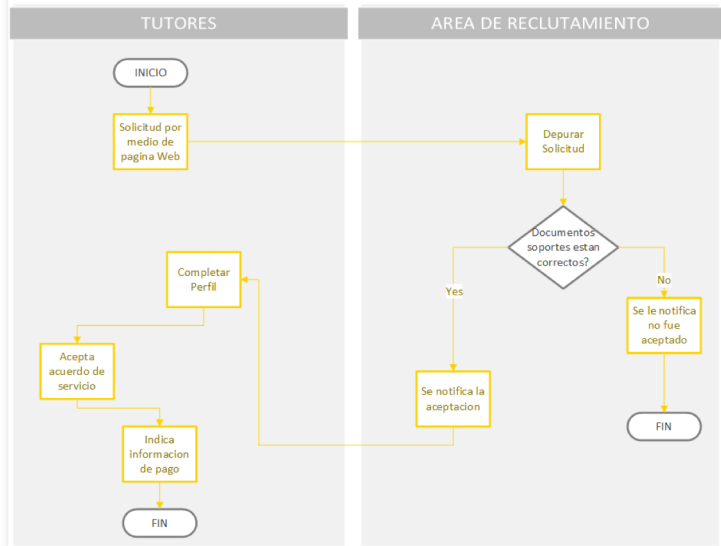 TUTORES
AREA DE RECLUTAMIENTO
INICIO
Solicitud por
medio de
pagina Web
Depurar
Solicitud
Documentos
soportes estan
correctos?
Completar
Perfil
Yes
No
Se le notifica
no fue
aceptado
Acepta
acuerdo de
servicio
Se notifica la
aceptacion
FIN
Indica
informacion
de pago
FIN